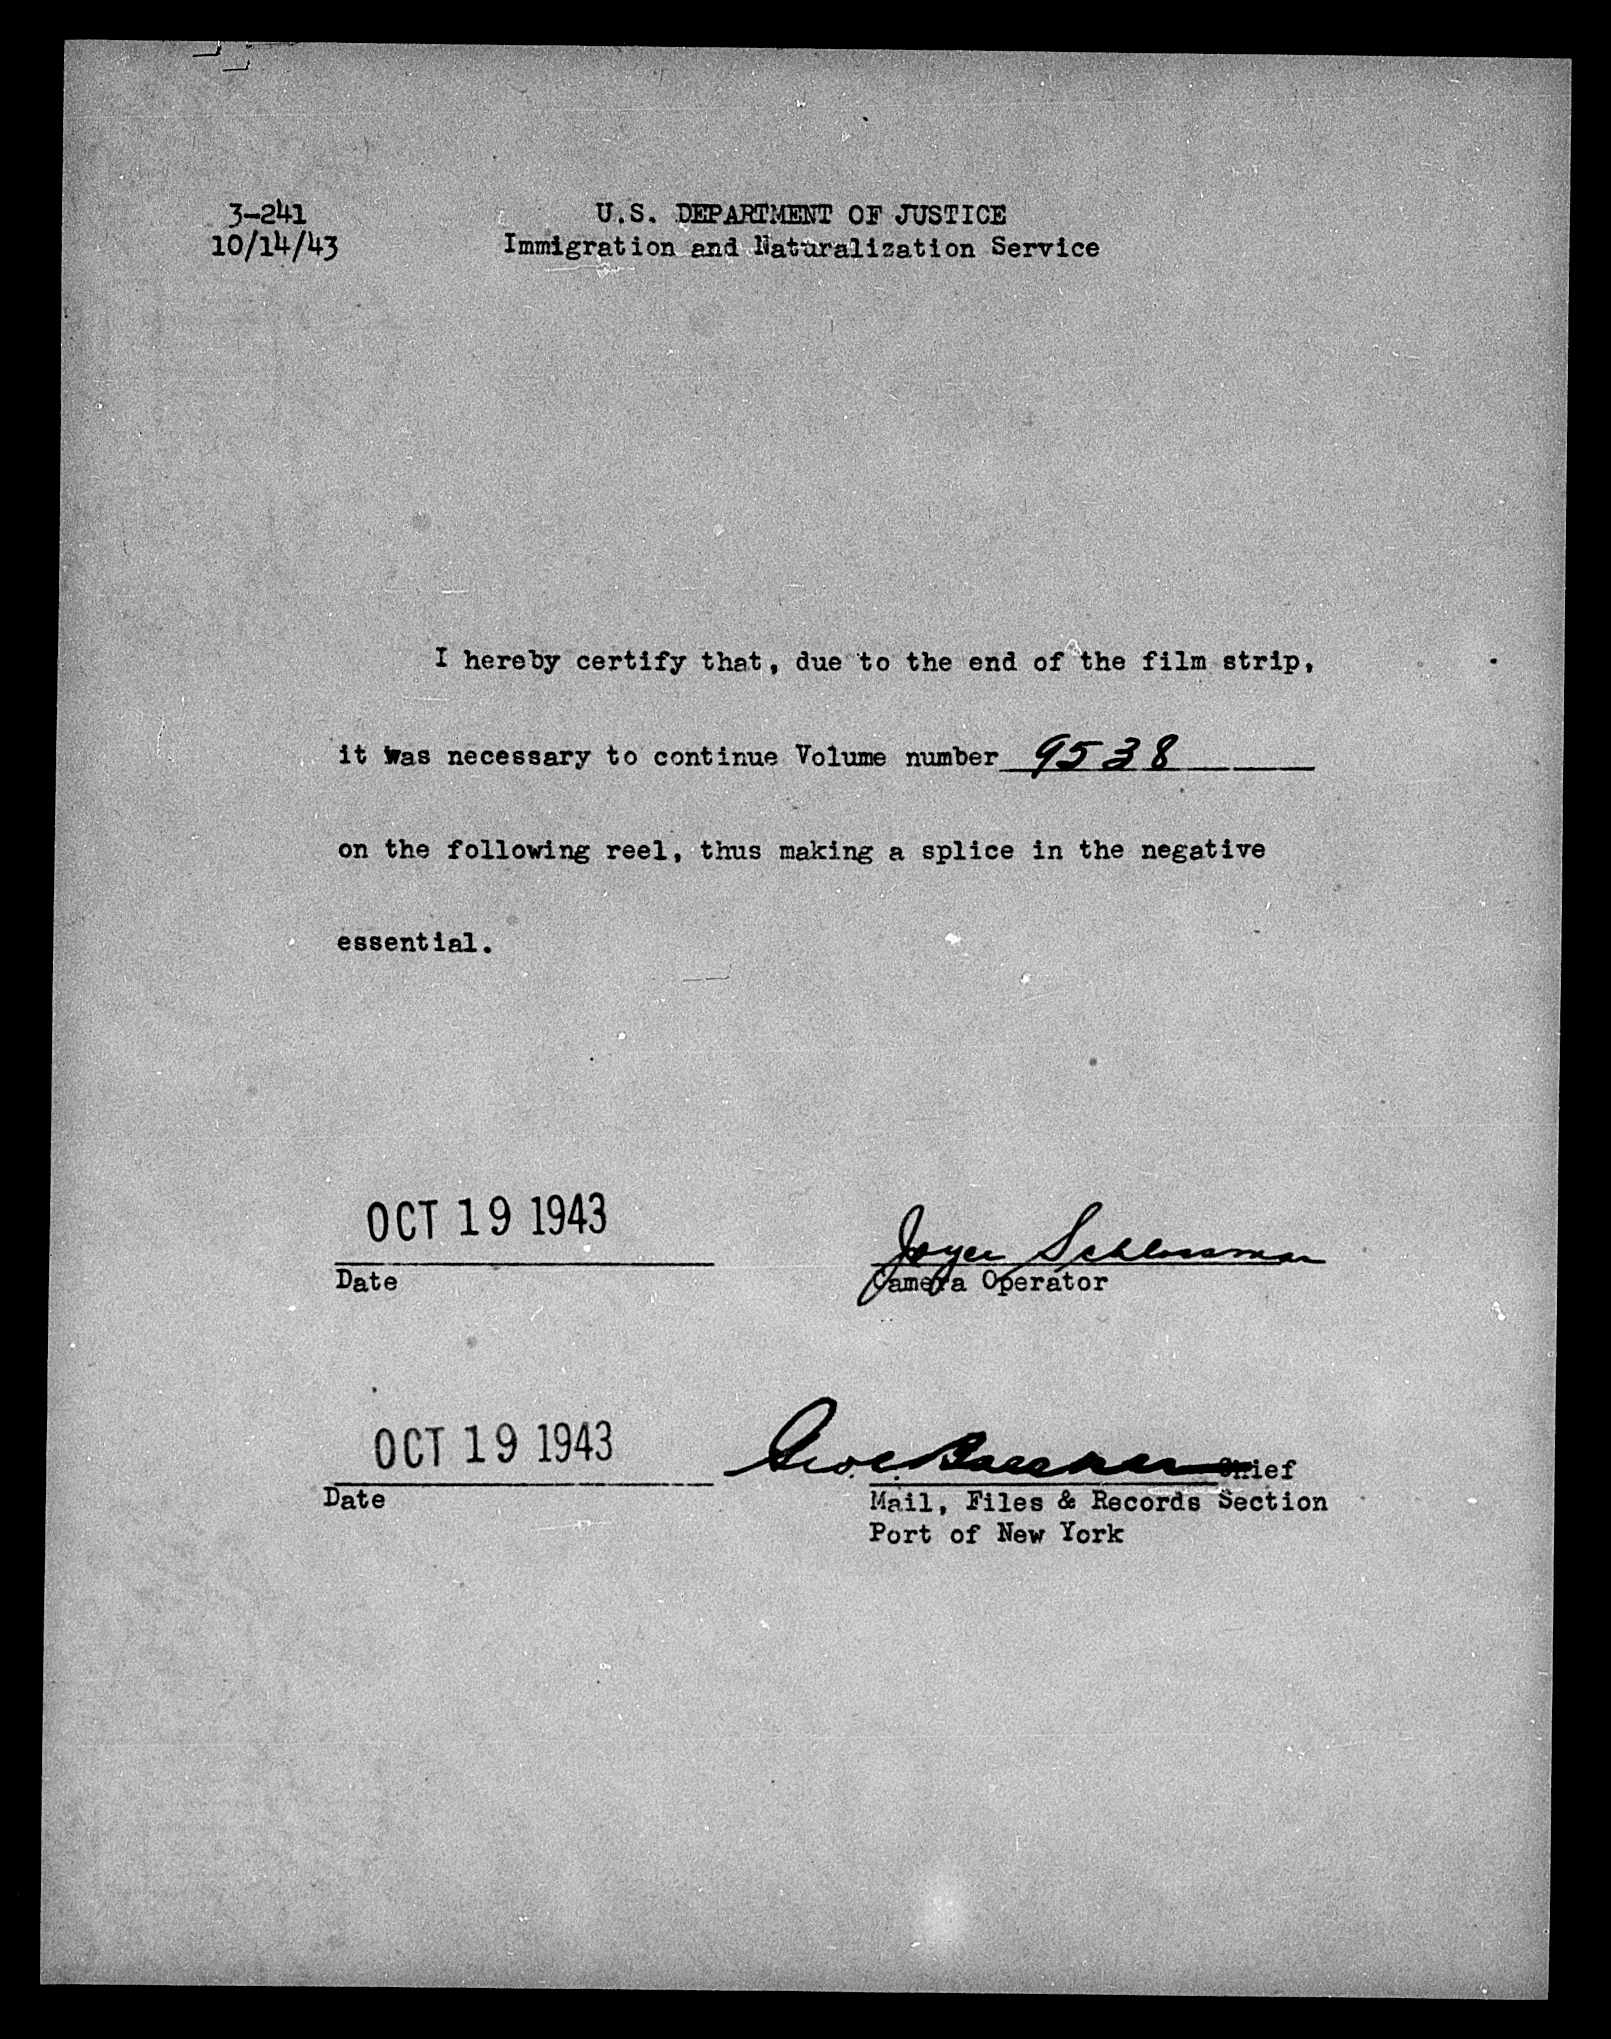 3-241
10/14/43
U.S. DEPARTMENT OF JUSTICE
Immigration and Naturalization Service
I hereby certify that, due to the end of the film strip,
it was necessary to continue Volume number 9538
on the following reel, thus making a splice in the negative
essential.
OCT 19 1943
Date
Joyce Schlossman
Camera Operator
OCT 19 1943
Date
Chief
Mail, Files & Records Section
Port of New York